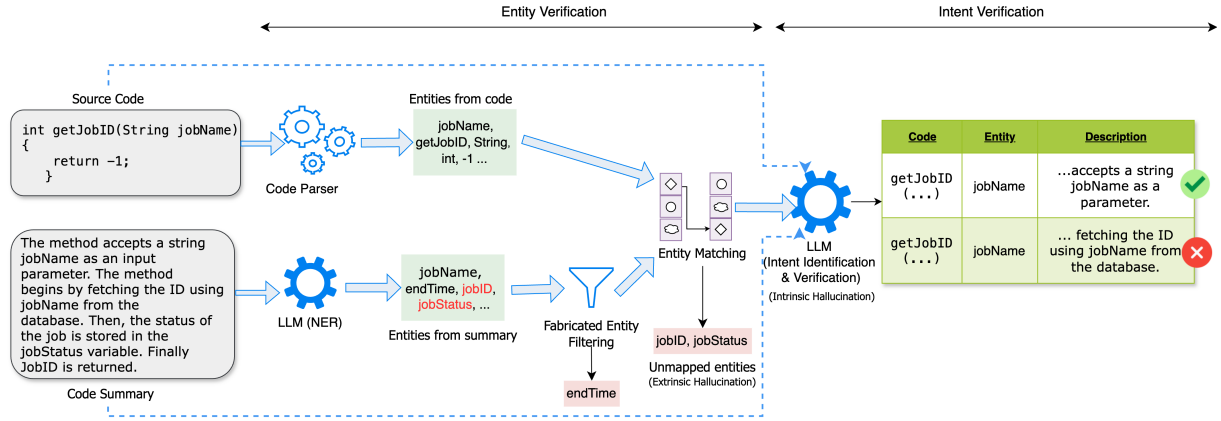 Entity Verification
Intent Verification
Source Code
int getJobID(String jobName)
{
return -1;
}
Code Parser
Entities from code
jobName,
getJobID, String,
int, -1 ...
The method accepts a string
jobName as an input
parameter. The method
begins by fetching the ID using
jobName from the
database. Then, the status of
the job is stored in the
jobStatus variable. Finally
JobID is returned.
Code Summary
LLM (NER)
jobName,
endTime, jobID,
jobStatus, ...
Entities from summary
Fabricated Entity
Filtering
endTime
Entity Matching
jobID, jobStatus
Unmapped entities
(Extrinsic Hallucination)
LLM
(Intent Identification
& Verification)
(Intrinsic Hallucination)
Code Entity Description
getJobID
(...)
jobName
...accepts a string
jobName as a
parameter.
getJobID
(...)
jobName
... fetching the ID
using jobName from
the database.